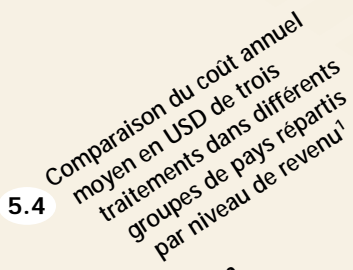 5.4
Comparaison du coût annuel
moyen en USD de trois
traitements dans différents
groupes de pays répartis
par niveau de revenu¹